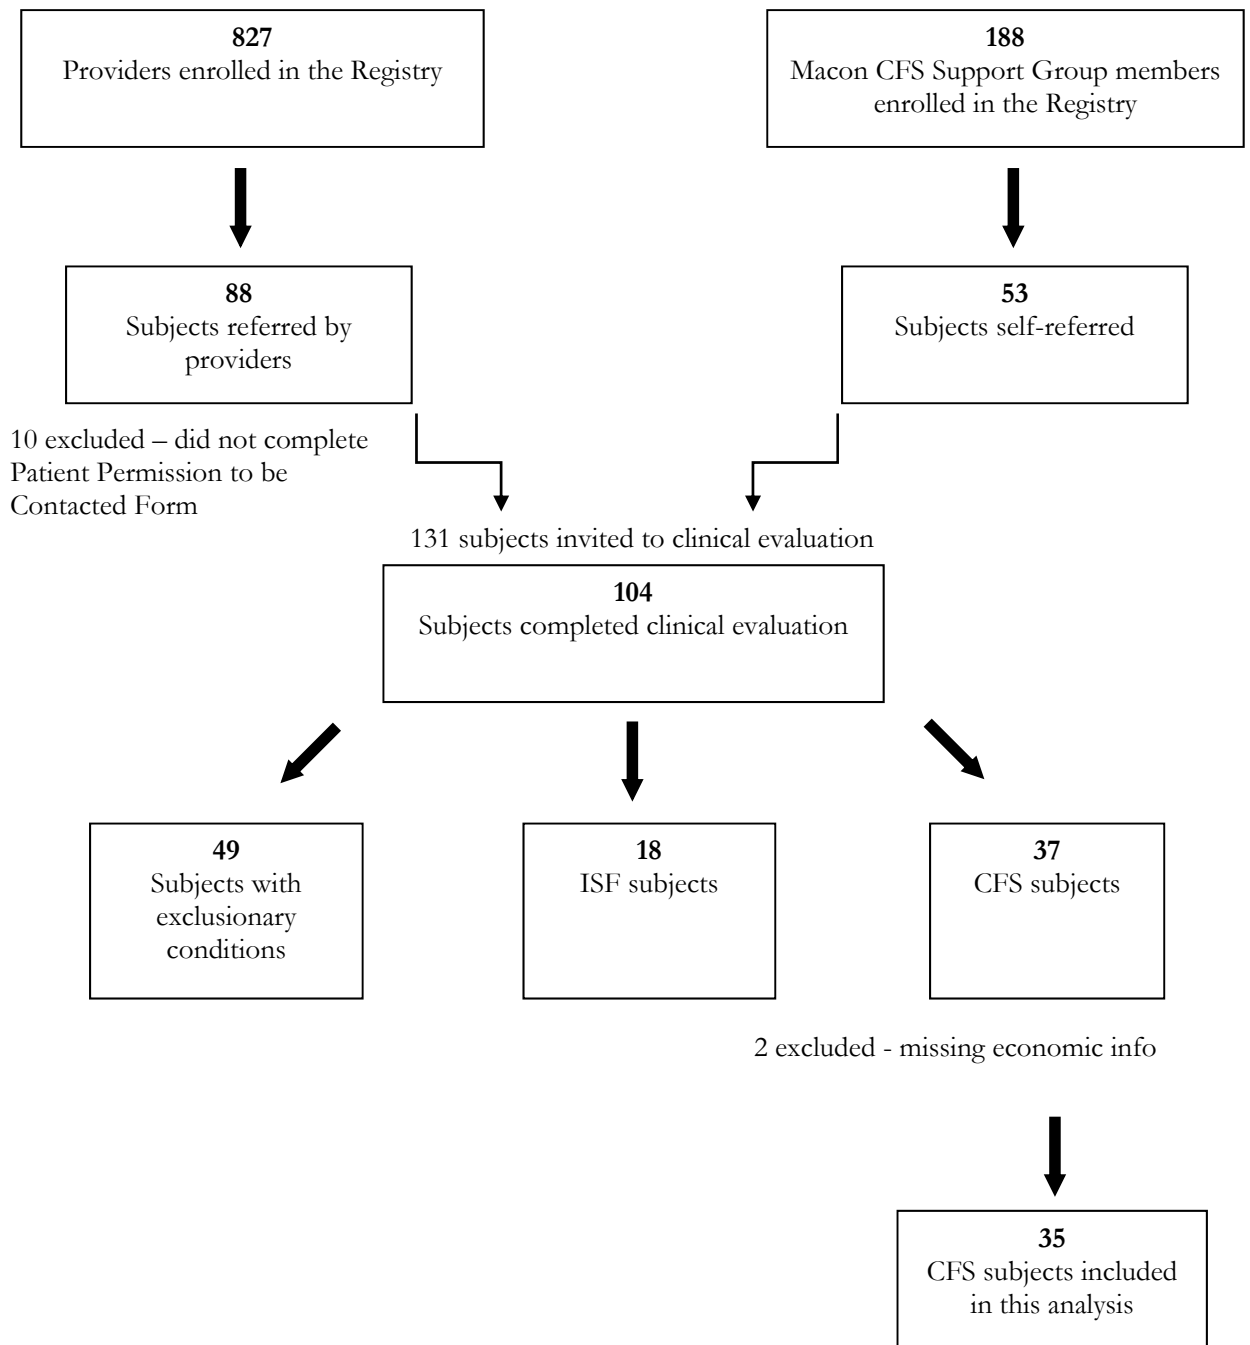 827
Providers enrolled in the Registry
188
Macon CFS Support Group members
enrolled in the Registry
88
Subjects referred by
providers
53
Subjects self-referred
10 excluded – did not complete
Patient Permission to be
Contacted Form
131 subjects invited to clinical evaluation
104
Subjects completed clinical evaluation
49
Subjects with
exclusionary
conditions
18
ISF subjects
37
CFS subjects
2 excluded - missing economic info
35
CFS subjects included
in this analysis